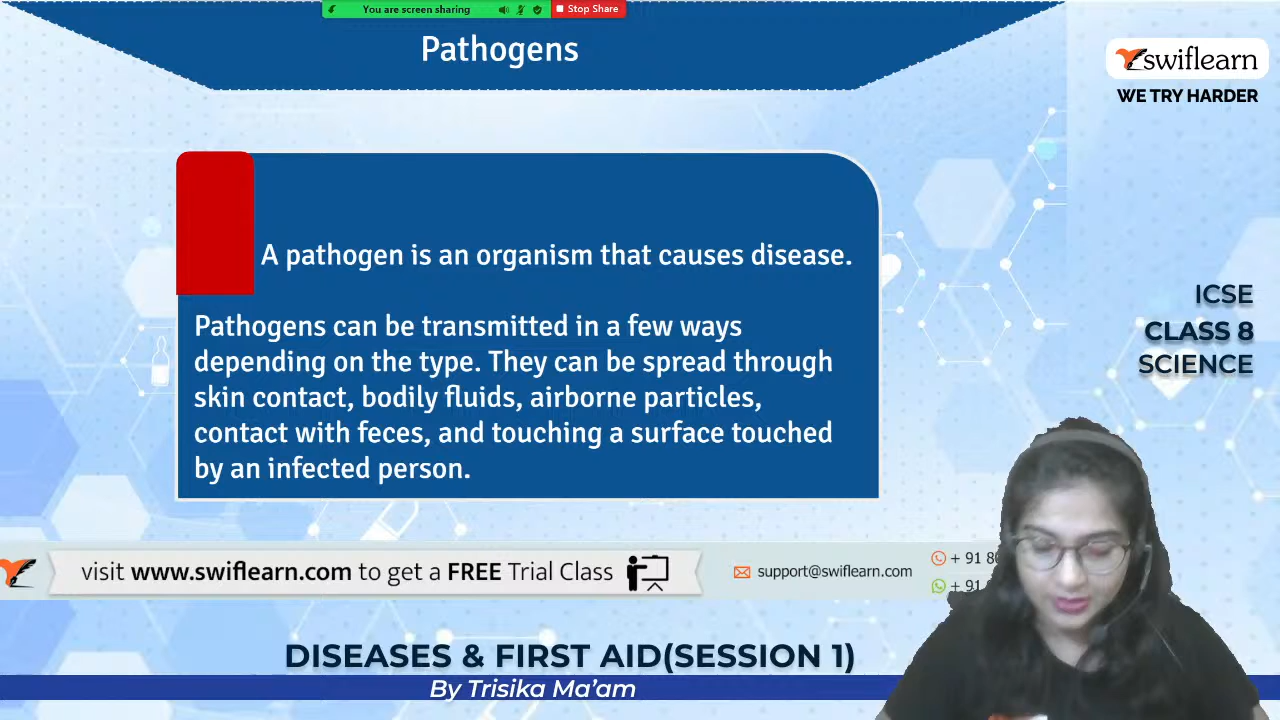 You are screen sharing
Stop Share
Pathogens
swiflearn
WE TRY HARDER
A pathogen is an organism that causes disease.
Pathogens can be transmitted in a few ways
depending on the type. They can be spread through
skin contact, bodily fluids, airborne particles,
contact with feces, and touching a surface touched
by an infected person.
ICSE
CLASS 8
SCIENCE
visit www.swiflearn.com to get a FREE Trial Class
support@swiflearn.com
+ 91
+ 91
DISEASES & FIRST AID(SESSION 1)
By Trisika Ma’am